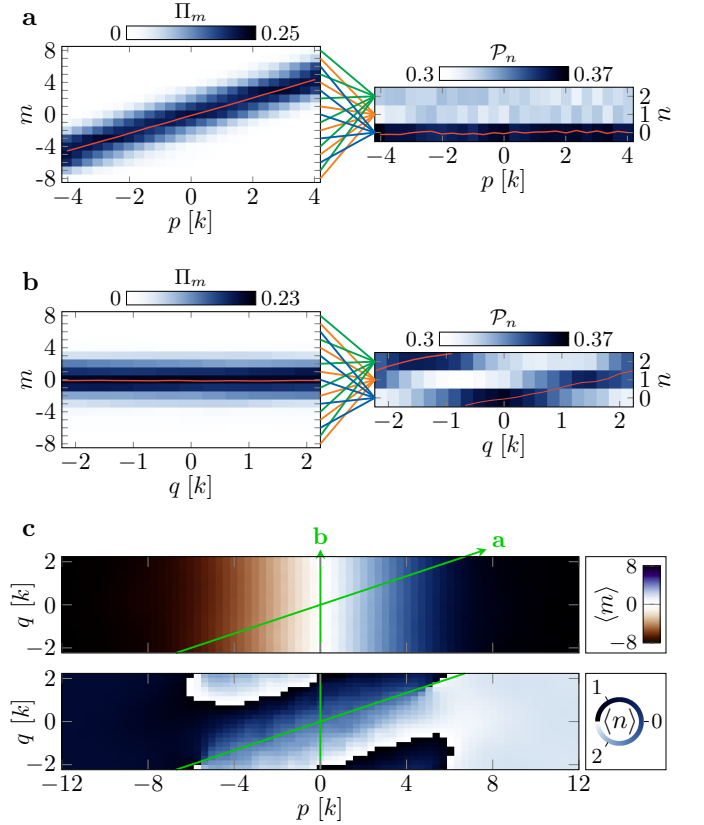 a
Π_m
0 0.25
𝒫_n
0.3 0.37
8
4
0
-4
-8
m
−4 −2 0 2 4
p [k]
2
1
0
n
−4 −2 0 2 4
p [k]
b
Π_m
0 0.23
𝒫_n
0.3 0.37
8
4
0
-4
-8
m
−2 −1 0 1 2
q [k]
2
1
0
n
−2 −1 0 1 2
q [k]
c
b
a
2
0
−2
q [k]
⟨m⟩
8
0
−8
2
0
−2
q [k]
−12 −8 −4 0 4 8 12
p [k]
1
⟨n⟩ 0
2